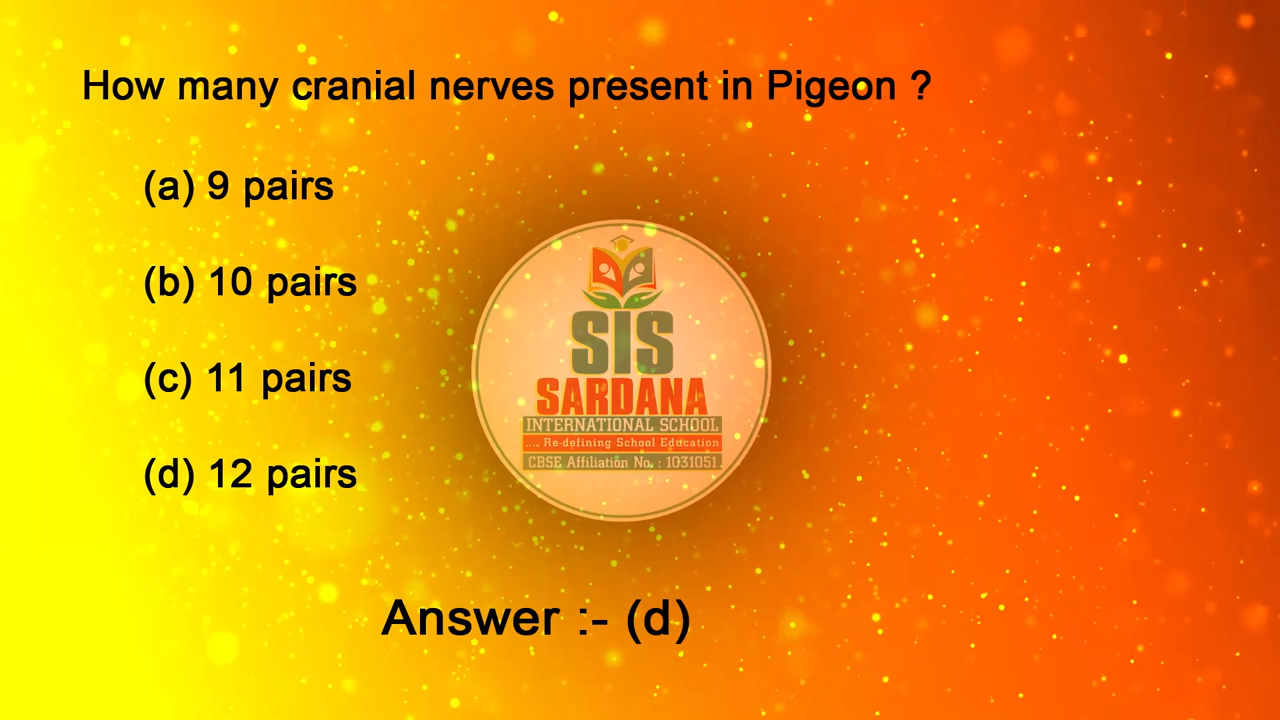 How many cranial nerves present in Pigeon ?
(a) 9 pairs
(b) 10 pairs
(c) 11 pairs
(d) 12 pairs
SIS
SARDANA
INTERNATIONAL SCHOOL
.... Re-defining School Education
CBSE Affiliation No. : 1031051
Answer :- (d)